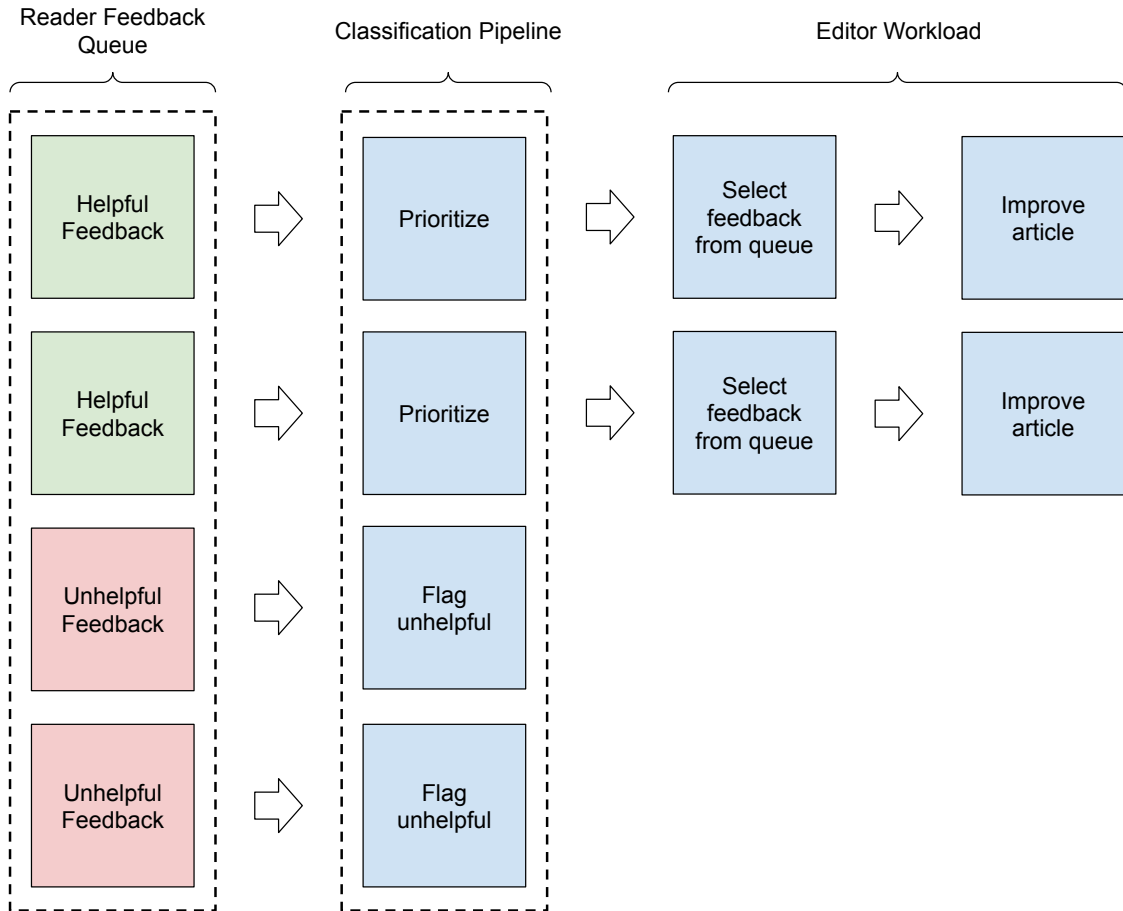 Reader Feedback
Queue
Classification Pipeline
Editor Workload
Helpful
Feedback
Prioritize
Select
feedback
from queue
Improve
article
Helpful
Feedback
Prioritize
Select
feedback
from queue
Improve
article
Unhelpful
Feedback
Flag
unhelpful
Unhelpful
Feedback
Flag
unhelpful